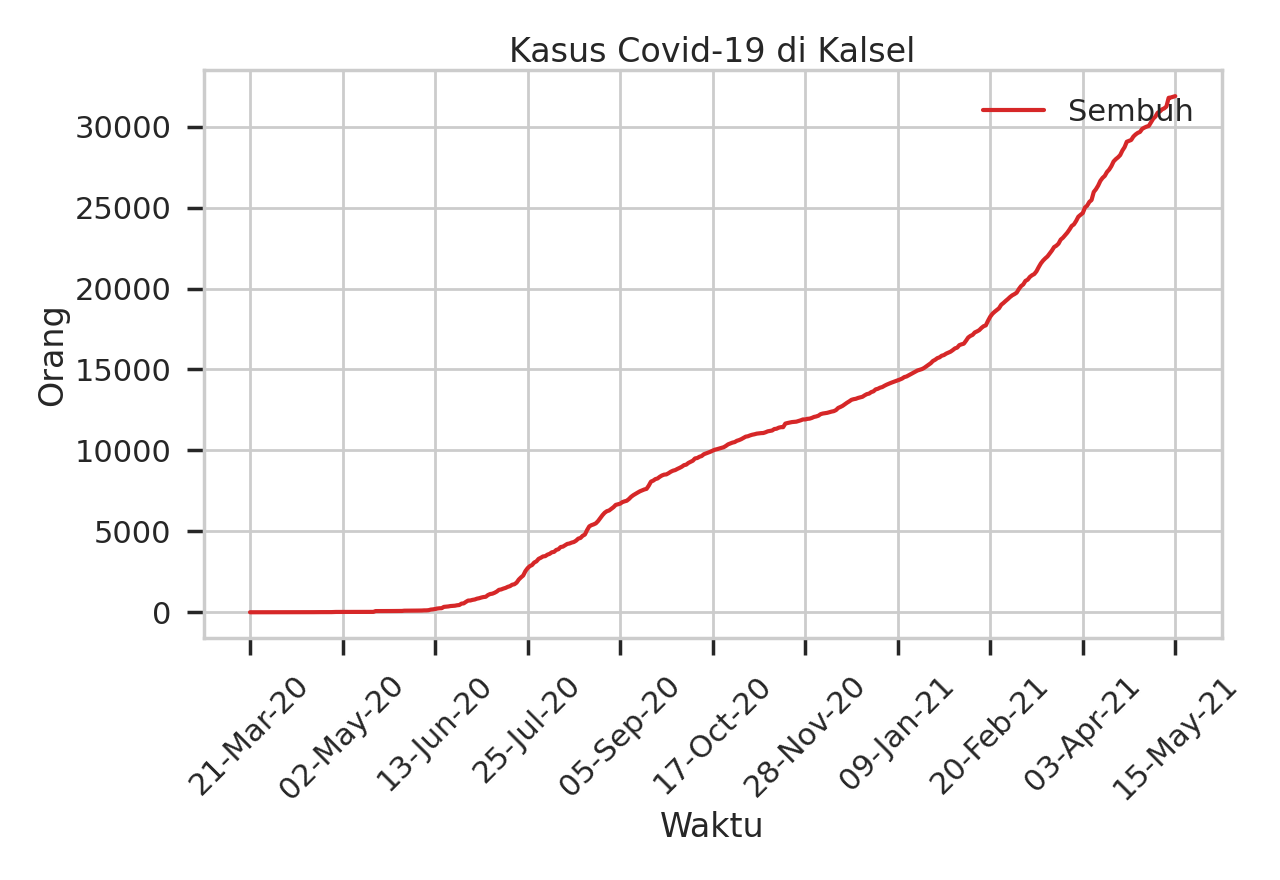 Kasus Covid-19 di Kalsel
Sembuh
30000
25000
20000
15000
10000
5000
0
Orang
21-Mar-20
02-May-20
13-Jun-20
25-Jul-20
05-Sep-20
17-Oct-20
28-Nov-20
09-Jan-21
20-Feb-21
03-Apr-21
15-May-21
Waktu